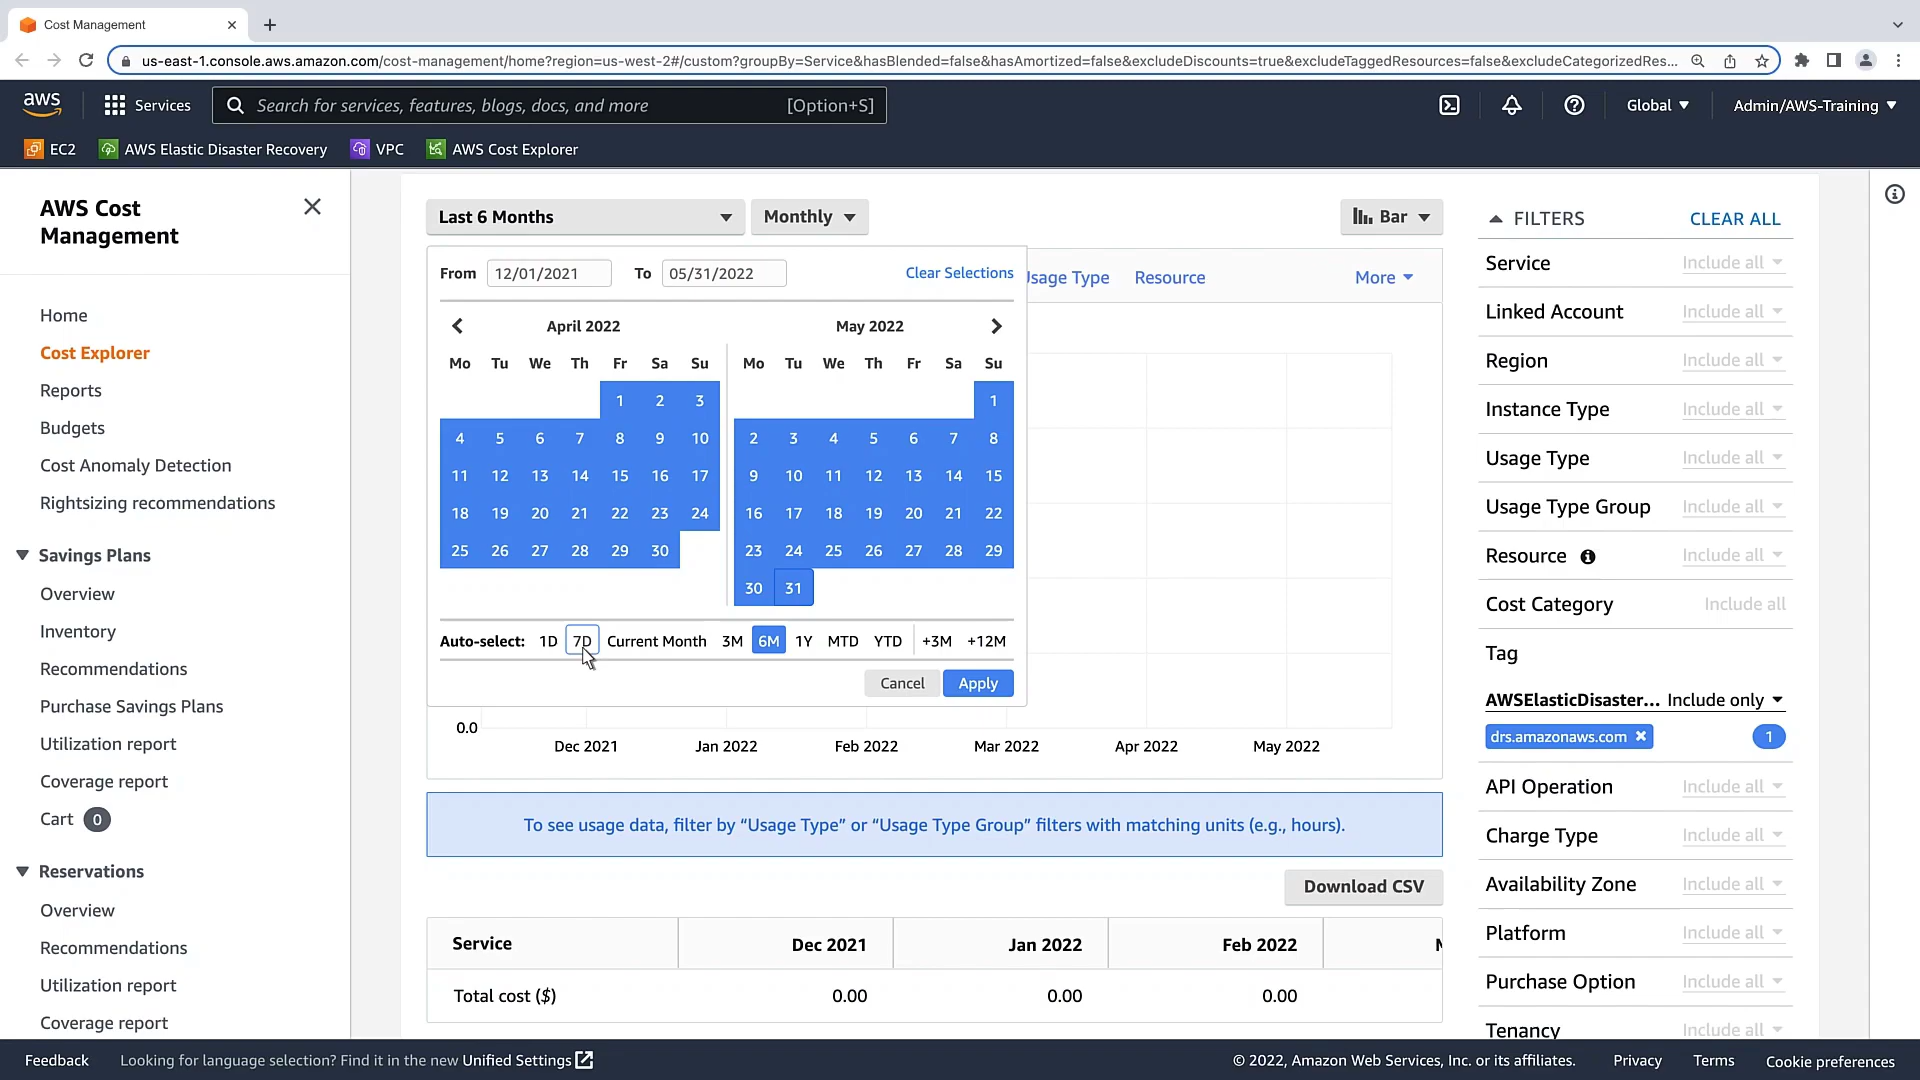 Cost Management
us-east-1.console.aws.amazon.com/cost-management/home?region=us-west-2#/custom?groupBy=Service&hasBlended=false&hasAmortized=false&excludeDiscounts=true&excludeTaggedResources=false&excludeCategorizedRes...
aws
Services
Search for services, features, blogs, docs, and more [Option+S]
Global
Admin/AWS-Training
EC2
AWS Elastic Disaster Recovery
VPC
AWS Cost Explorer
AWS Cost
Management
Home
Cost Explorer
Reports
Budgets
Cost Anomaly Detection
Rightsizing recommendations
Savings Plans
Overview
Inventory
Recommendations
Purchase Savings Plans
Utilization report
Coverage report
Cart 0
Reservations
Overview
Recommendations
Utilization report
Coverage report
Last 6 Months
Monthly
Bar
From 12/01/2021 To 05/31/2022 Clear Selections
Usage Type Resource More
April 2022
Mo Tu We Th Fr Sa Su
1 2 3
4 5 6 7 8 9 10
11 12 13 14 15 16 17
18 19 20 21 22 23 24
25 26 27 28 29 30
May 2022
Mo Tu We Th Fr Sa Su
1
2 3 4 5 6 7 8
9 10 11 12 13 14 15
16 17 18 19 20 21 22
23 24 25 26 27 28 29
30 31
Auto-select: 1D 7D Current Month 3M 6M 1Y MTD YTD +3M +12M
Cancel Apply
0.0
Dec 2021 Jan 2022 Feb 2022 Mar 2022 Apr 2022 May 2022
To see usage data, filter by “Usage Type” or “Usage Type Group” filters with matching units (e.g., hours).
Download CSV
Service Dec 2021 Jan 2022 Feb 2022
Total cost ($) 0.00 0.00 0.00
FILTERS CLEAR ALL
Service Include all
Linked Account Include all
Region Include all
Instance Type Include all
Usage Type Include all
Usage Type Group Include all
Resource Include all
Cost Category Include all
Tag
AWSElasticDisaster... Include only
drs.amazonaws.com 1
API Operation Include all
Charge Type Include all
Availability Zone Include all
Platform Include all
Purchase Option Include all
Tenancy Include all
Feedback
Looking for language selection? Find it in the new Unified Settings
© 2022, Amazon Web Services, Inc. or its affiliates.
Privacy
Terms
Cookie preferences